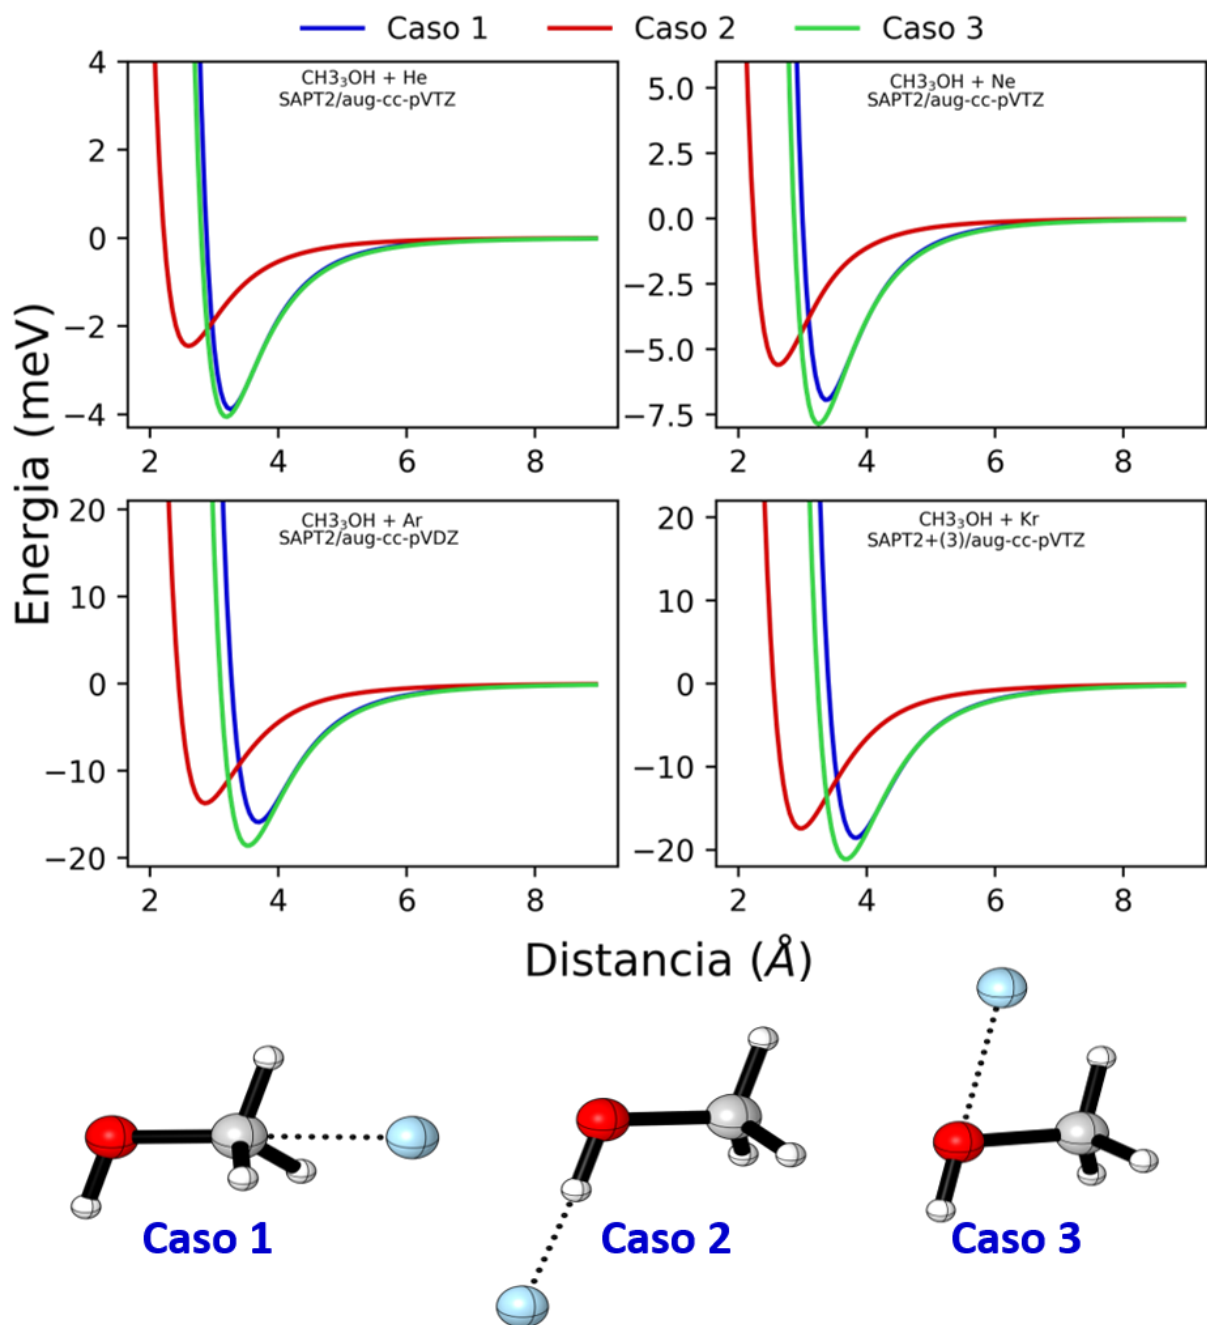 Caso 1 Caso 2 Caso 3
CH3₃OH + He
SAPT2/aug-cc-pVTZ
4
2
0
−2
−4
2 4 6 8
CH3₃OH + Ne
SAPT2/aug-cc-pVTZ
5.0
2.5
0.0
−2.5
−5.0
−7.5
2 4 6 8
Energia (meV)
CH3₃OH + Ar
SAPT2/aug-cc-pVDZ
20
10
0
−10
−20
2 4 6 8
CH3₃OH + Kr
SAPT2+(3)/aug-cc-pVTZ
20
10
0
−10
−20
2 4 6 8
Distancia (Å)
Caso 1
Caso 2
Caso 3